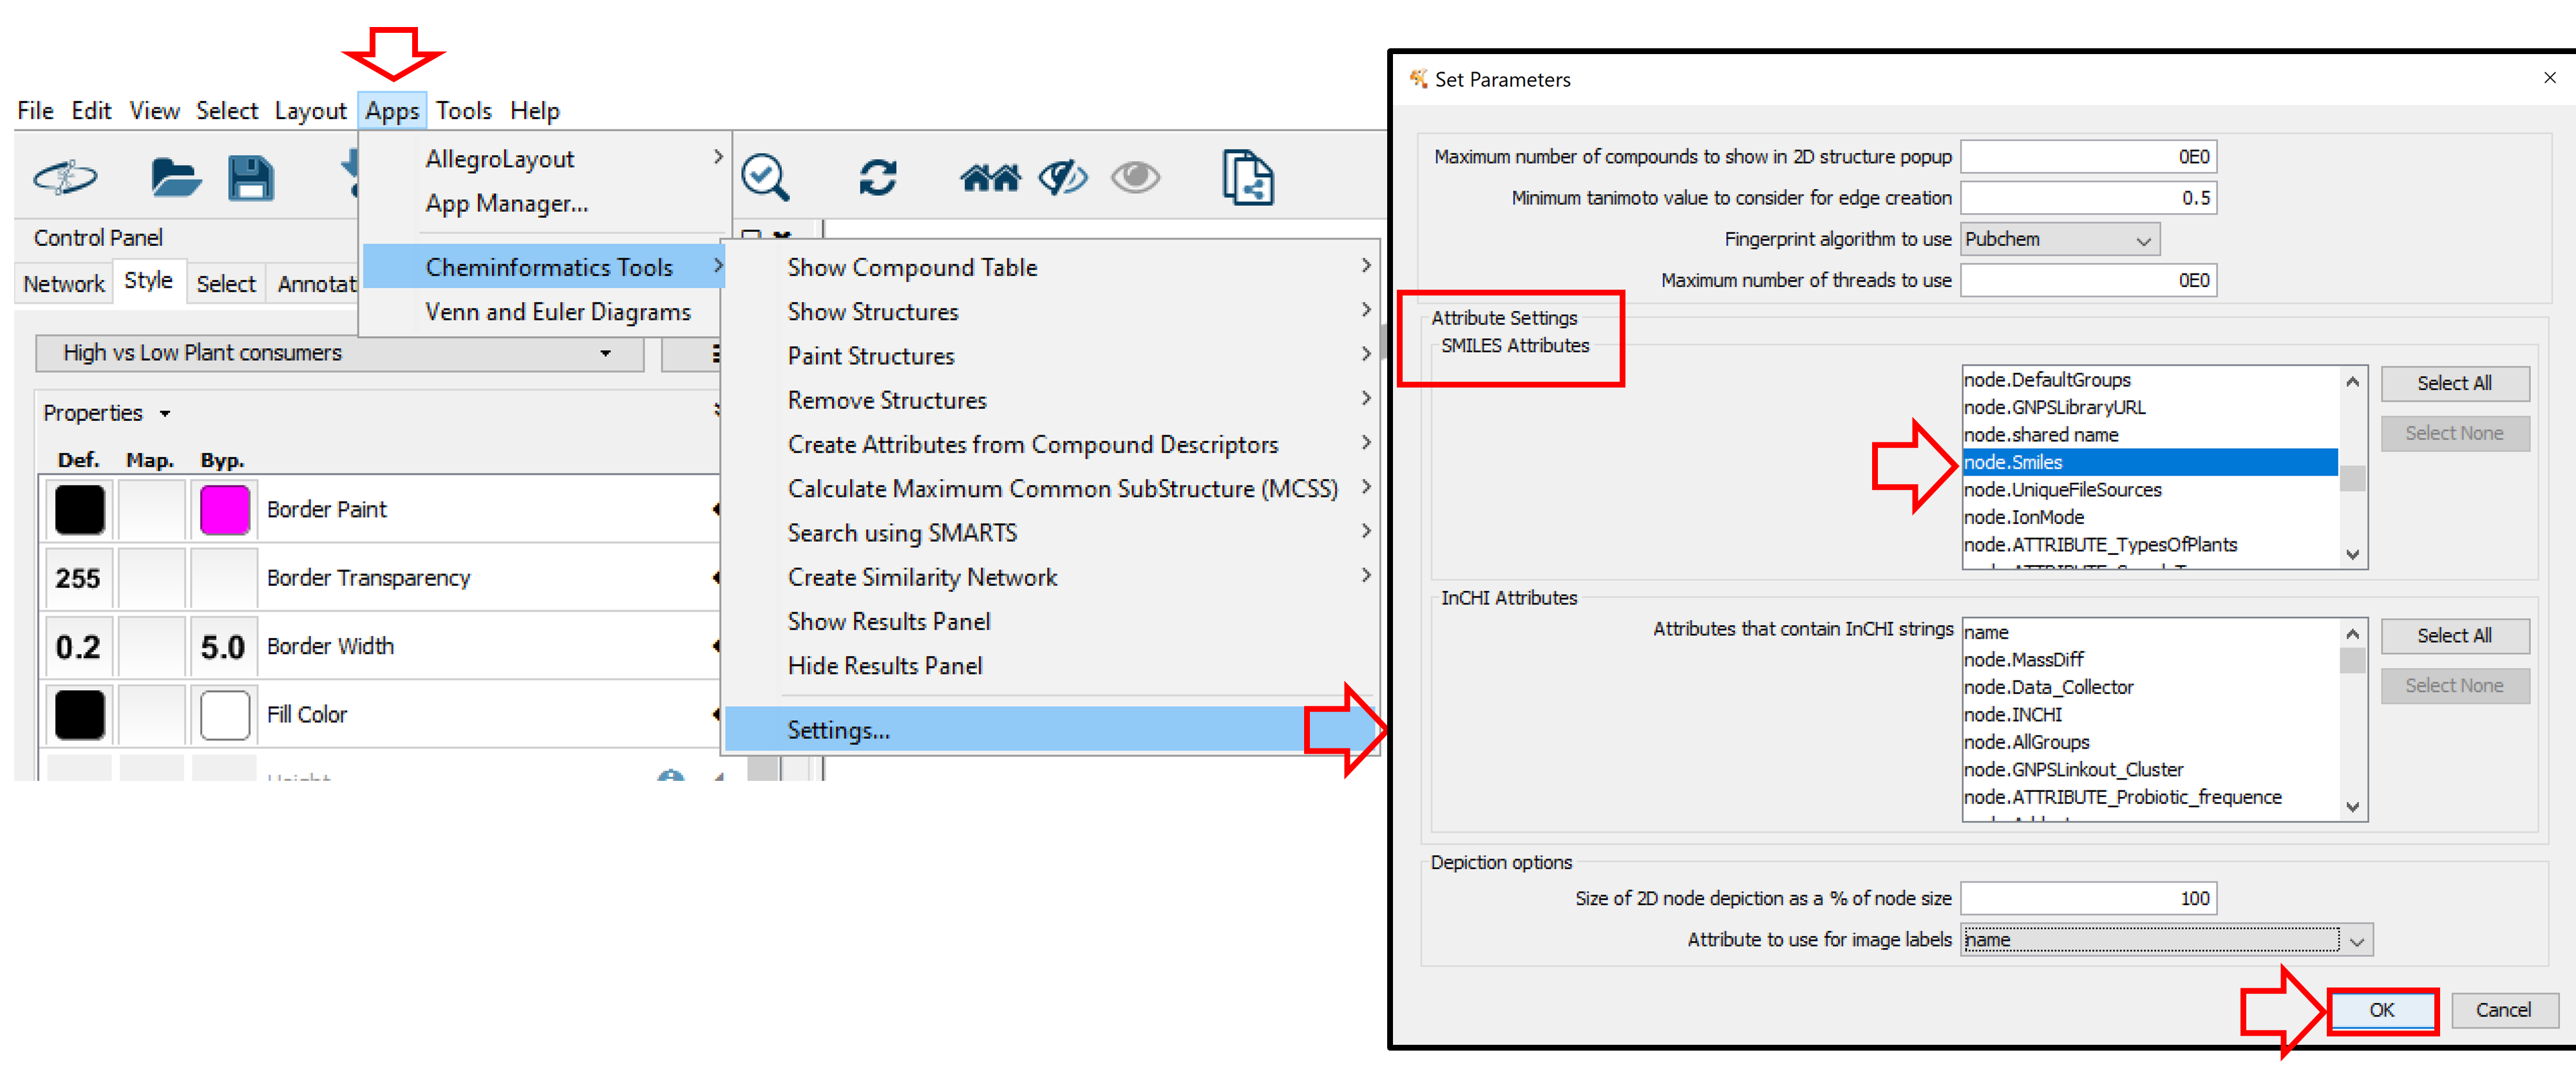 File Edit View Select Layout Apps Tools Help
AllegroLayout
App Manager...
Cheminformatics Tools
Venn and Euler Diagrams
Control Panel
Network Style Select
High vs Low Plant consumers
Properties
Def. Map. Byp.
Border Paint
255 Border Transparency
0.2 5.0 Border Width
Fill Color
Show Compound Table
Show Structures
Paint Structures
Remove Structures
Create Attributes from Compound Descriptors
Calculate Maximum Common SubStructure (MCSS)
Search using SMARTS
Create Similarity Network
Show Results Panel
Hide Results Panel
Settings...
Set Parameters
Maximum number of compounds to show in 2D structure popup 0E0
Minimum tanimoto value to consider for edge creation 0.5
Fingerprint algorithm to use Pubchem
Maximum number of threads to use 0E0
Attribute Settings
SMILES Attributes
node.DefaultGroups
node.GNPSLibraryURL
node.shared name
node.Smiles
node.UniqueFileSources
node.IonMode
node.ATTRIBUTE_TypesOfPlants
Select All
Select None
InCHI Attributes
Attributes that contain InCHI strings
name
node.MassDiff
node.Data_Collector
node.INCHI
node.AllGroups
node.GNPSLinkout_Cluster
node.ATTRIBUTE_Probiotic_frequence
Select All
Select None
Depiction options
Size of 2D node depiction as a % of node size 100
Attribute to use for image labels name
OK Cancel